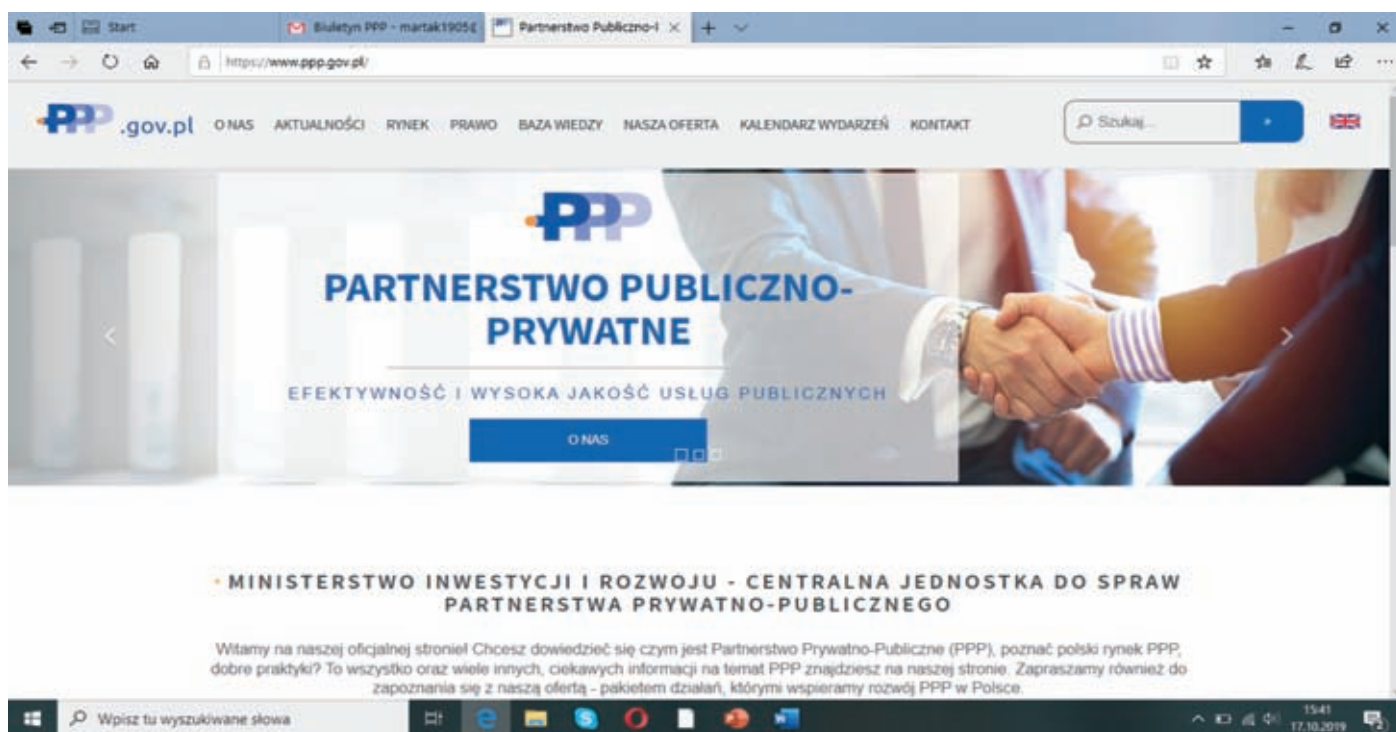 Start
Biuletyn PPP - martak1905
Partnerstwo Publiczno-
https://www.ppp.gov.pl/
PPP .gov.pl
O NAS AKTUALNOŚCI RYNEK PRAWO BAZA WIEDZY NASZA OFERTA KALENDARZ WYDARZEŃ KONTAKT
Szukaj...
PPP
PARTNERSTWO PUBLICZNO-
PRYWATNE
EFEKTYWNOŚĆ I WYSOKA JAKOŚĆ USŁUG PUBLICZNYCH
O NAS
MINISTERSTWO INWESTYCJI I ROZWOJU - CENTRALNA JEDNOSTKA DO SPRAW
PARTNERSTWA PRYWATNO-PUBLICZNEGO
Witamy na naszej oficjalnej stronie! Chcesz dowiedzieć się czym jest Partnerstwo Prywatno-Publiczne (PPP), poznać polski rynek PPP,
dobre praktyki? To wszystko oraz wiele innych, ciekawych informacji na temat PPP znajdziesz na naszej stronie. Zapraszamy również do
zapoznania się z naszą ofertą - pakietem działań, którymi wspieramy rozwój PPP w Polsce.
Wpisz tu wyszukiwane słowa
15:41
17.10.2019